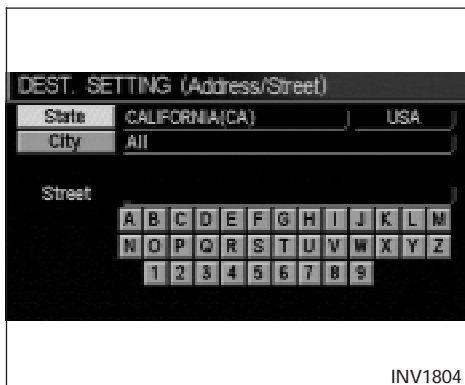 DEST. SETTING (Address/Street)
State CALIFORNIA(CA) USA
City All
Street
A B C D E F G H I J K L M
N O P Q R S T U V W X Y Z
1 2 3 4 5 6 7 8 9
INV1804